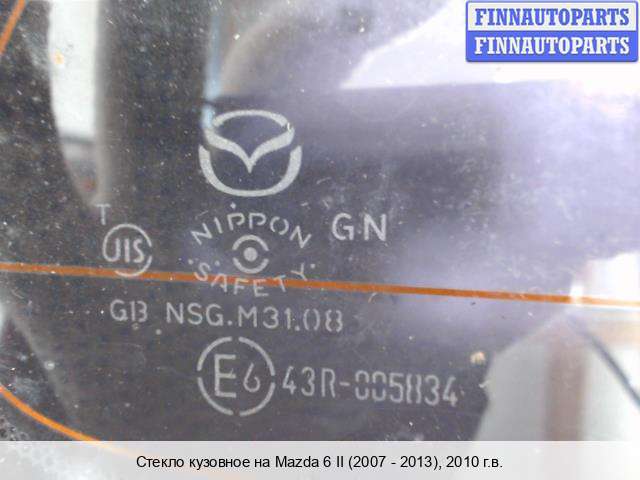 FINNAUTOPARTS
FINNAUTOPARTS
T
JIS
NIPPON
SAFETY
GN
NSG.M31.08
E6 43R-005834
Стекло кузовное на Mazda 6 II (2007 - 2013), 2010 г.в.